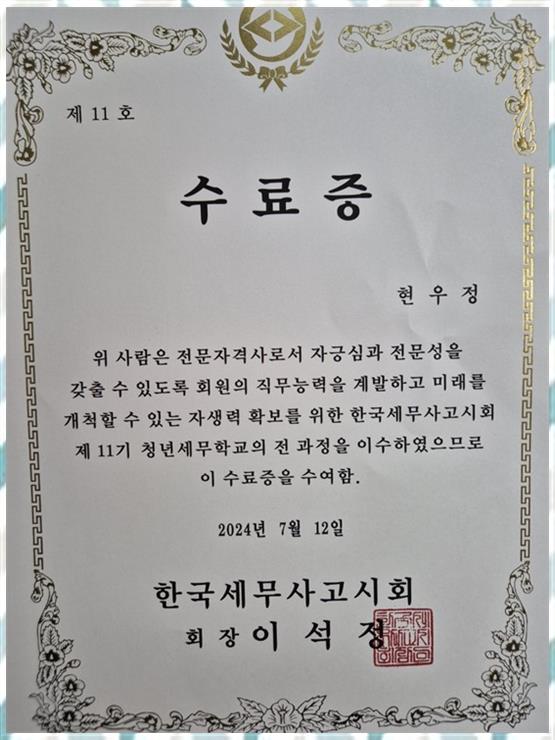 제 11 호
수 료 증
현 우 정
위 사람은 전문자격사로서 자긍심과 전문성을
갖출 수 있도록 회원의 직무능력을 계발하고 미래를
개척할 수 있는 자생력 확보를 위한 한국세무사고시회
제 11기 청년세무학교의 전 과정을 이수하였으므로
이 수료증을 수여함.
2024년 7월 12일
한국세무사고시회
회 장 이 석 정